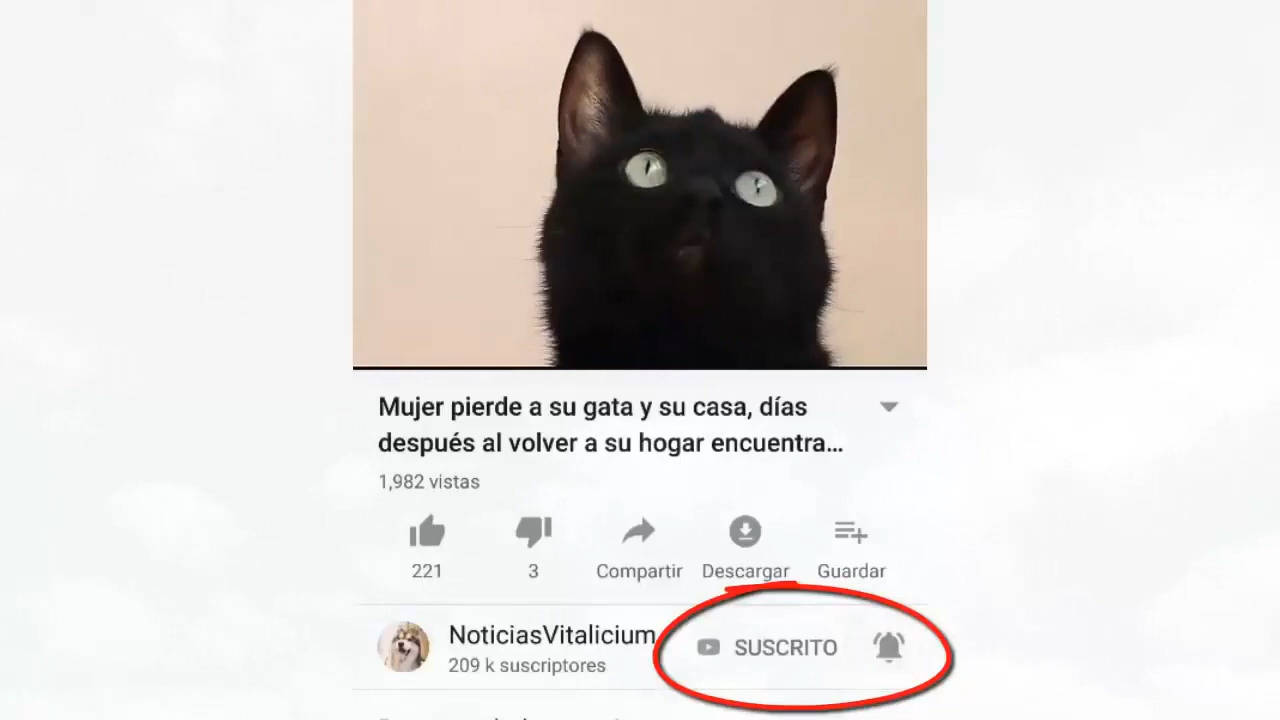 Mujer pierde a su gata y su casa, días
después al volver a su hogar encuentra...
1,982 vistas
221
3
Compartir
Descargar
Guardar
NoticiasVitalicium
209 k suscriptores
SUSCRITO